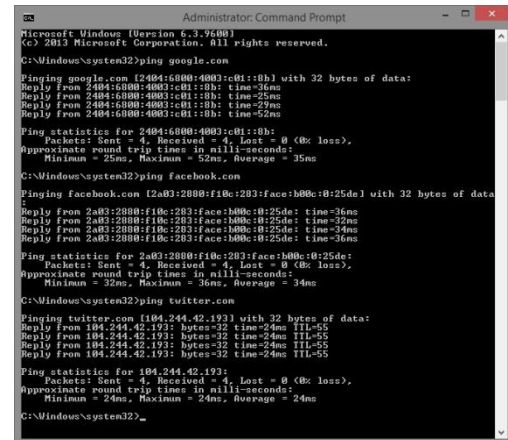 Administrator: Command Prompt
Microsoft Windows [Version 6.3.9600]
(c) 2013 Microsoft Corporation. All rights reserved.
C:\Windows\system32>ping google.com
Pinging google.com [2404:6800:4003:c01::8b] with 32 bytes of data:
Reply from 2404:6800:4003:c01::8b: time=36ms
Reply from 2404:6800:4003:c01::8b: time=25ms
Reply from 2404:6800:4003:c01::8b: time=29ms
Reply from 2404:6800:4003:c01::8b: time=52ms
Ping statistics for 2404:6800:4003:c01::8b:
Packets: Sent = 4, Received = 4, Lost = 0 (0% loss),
Approximate round trip times in milli-seconds:
Minimum = 25ms, Maximum = 52ms, Average = 35ms
C:\Windows\system32>ping facebook.com
Pinging facebook.com [2a03:2880:f10c:283:face:b00c:0:25de] with 32 bytes of data
:
Reply from 2a03:2880:f10c:283:face:b00c:0:25de: time=36ms
Reply from 2a03:2880:f10c:283:face:b00c:0:25de: time=32ms
Reply from 2a03:2880:f10c:283:face:b00c:0:25de: time=34ms
Reply from 2a03:2880:f10c:283:face:b00c:0:25de: time=36ms
Ping statistics for 2a03:2880:f10c:283:face:b00c:0:25de:
Packets: Sent = 4, Received = 4, Lost = 0 (0% loss),
Approximate round trip times in milli-seconds:
Minimum = 32ms, Maximum = 36ms, Average = 34ms
C:\Windows\system32>ping twitter.com
Pinging twitter.com [104.244.42.193] with 32 bytes of data:
Reply from 104.244.42.193: bytes=32 time=24ms TTL=55
Reply from 104.244.42.193: bytes=32 time=24ms TTL=55
Reply from 104.244.42.193: bytes=32 time=24ms TTL=55
Reply from 104.244.42.193: bytes=32 time=24ms TTL=55
Ping statistics for 104.244.42.193:
Packets: Sent = 4, Received = 4, Lost = 0 (0% loss),
Approximate round trip times in milli-seconds:
Minimum = 24ms, Maximum = 24ms, Average = 24ms
C:\Windows\system32>_